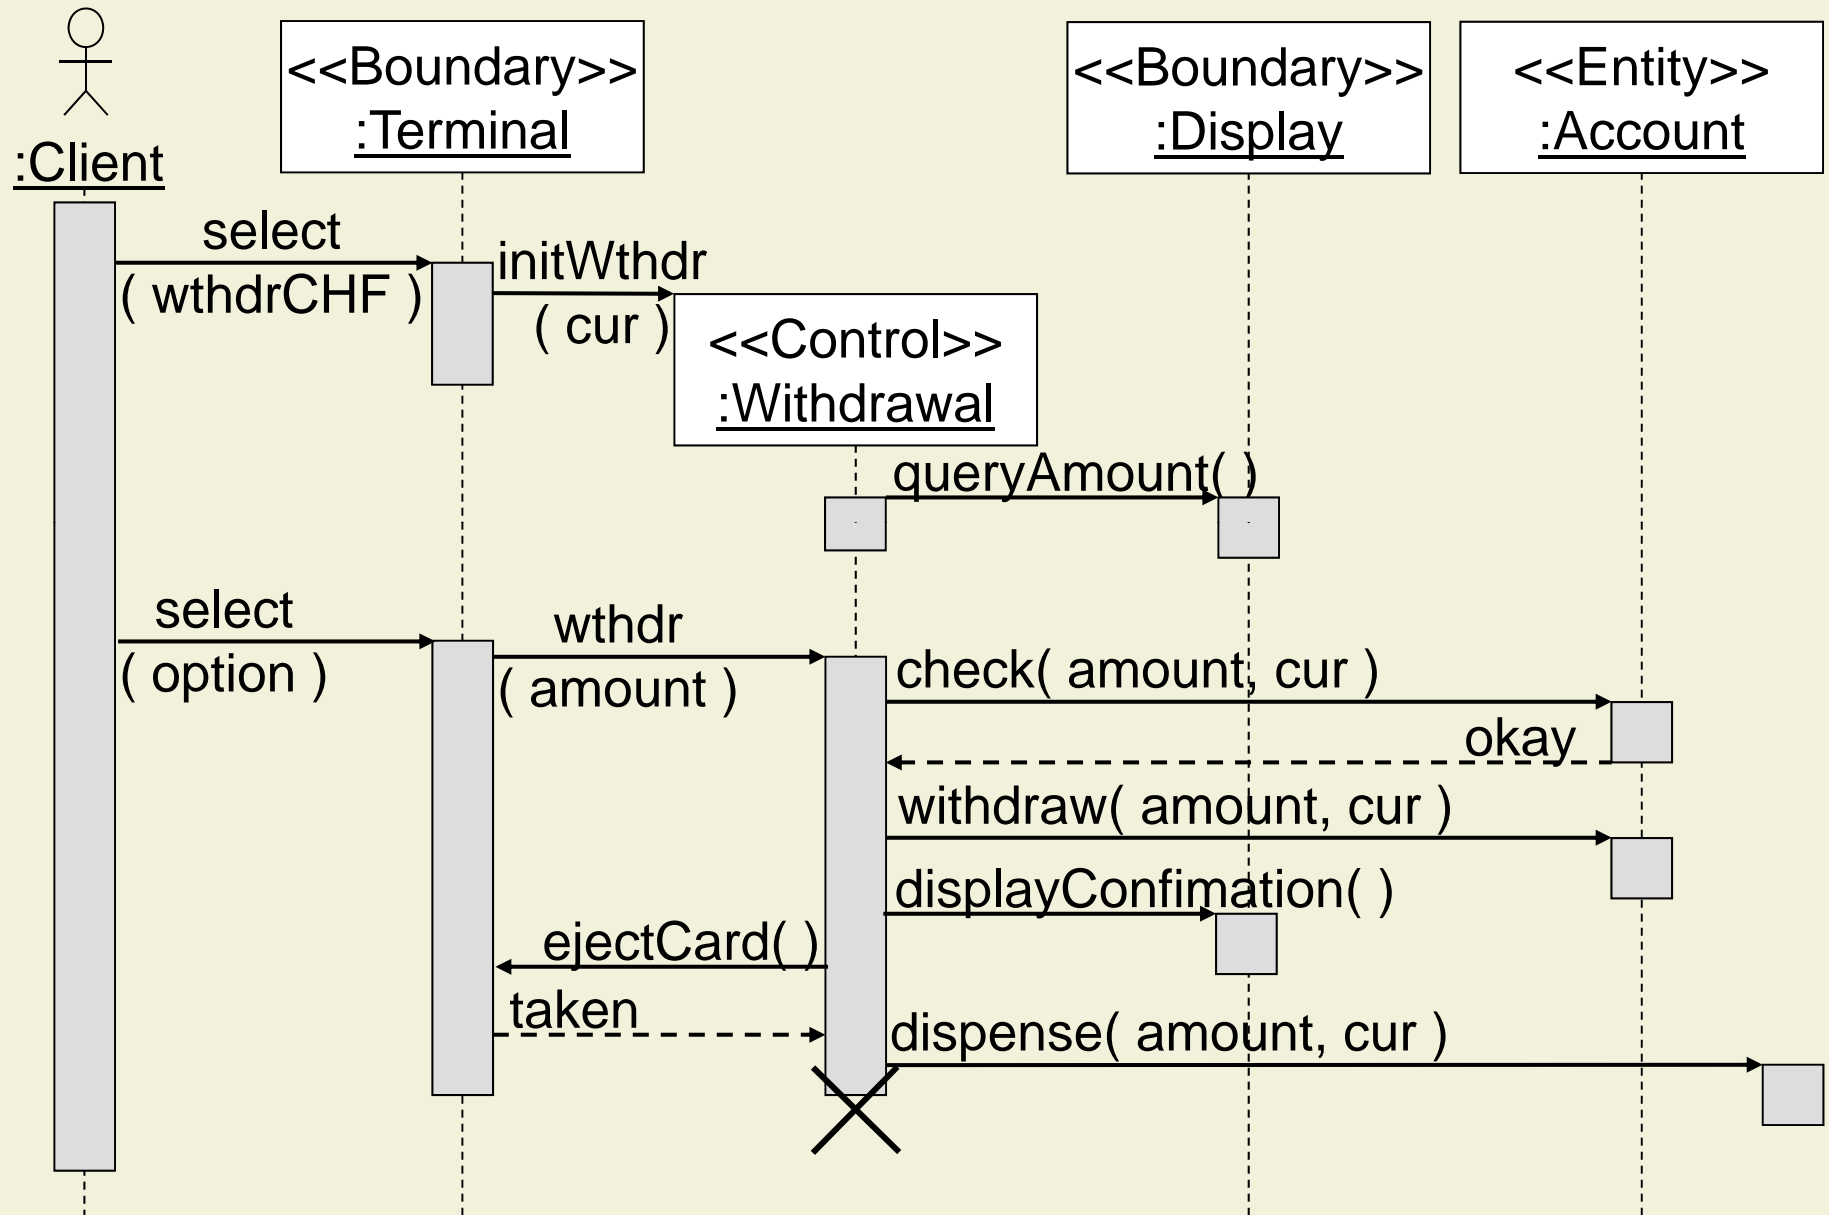 <<Boundary>>
:Terminal
<<Boundary>>
:Display
<<Entity>>
:Account
:Client
select
( wthdrCHF )
initWthdr
( cur )
<<Control>>
:Withdrawal
queryAmount( )
select
( option )
wthdr
( amount )
check( amount, cur )
okay
withdraw( amount, cur )
displayConfimation( )
ejectCard( )
taken
dispense( amount, cur )